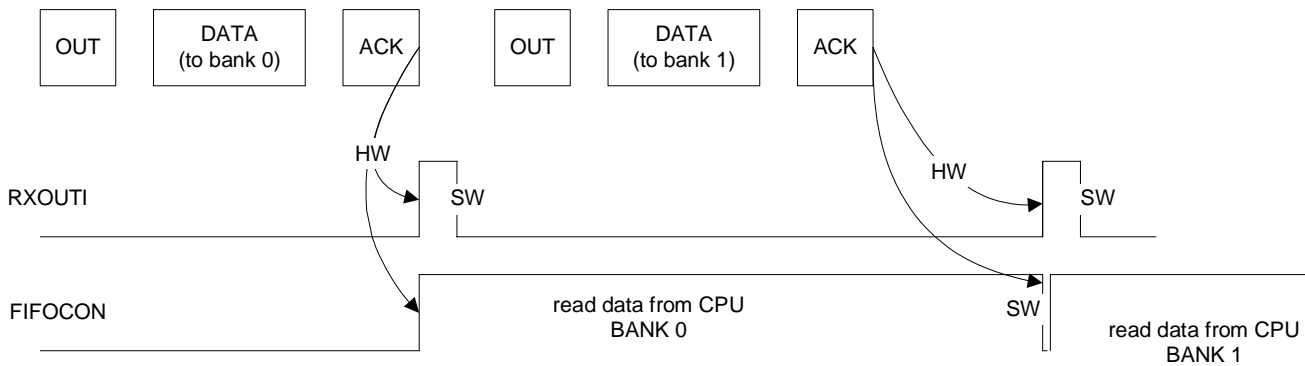 OUT
DATA
(to bank 0)
ACK
OUT
DATA
(to bank 1)
ACK
HW
HW
RXOUTI
SW
SW
FIFOCON
read data from CPU
BANK 0
SW
read data from CPU
BANK 1